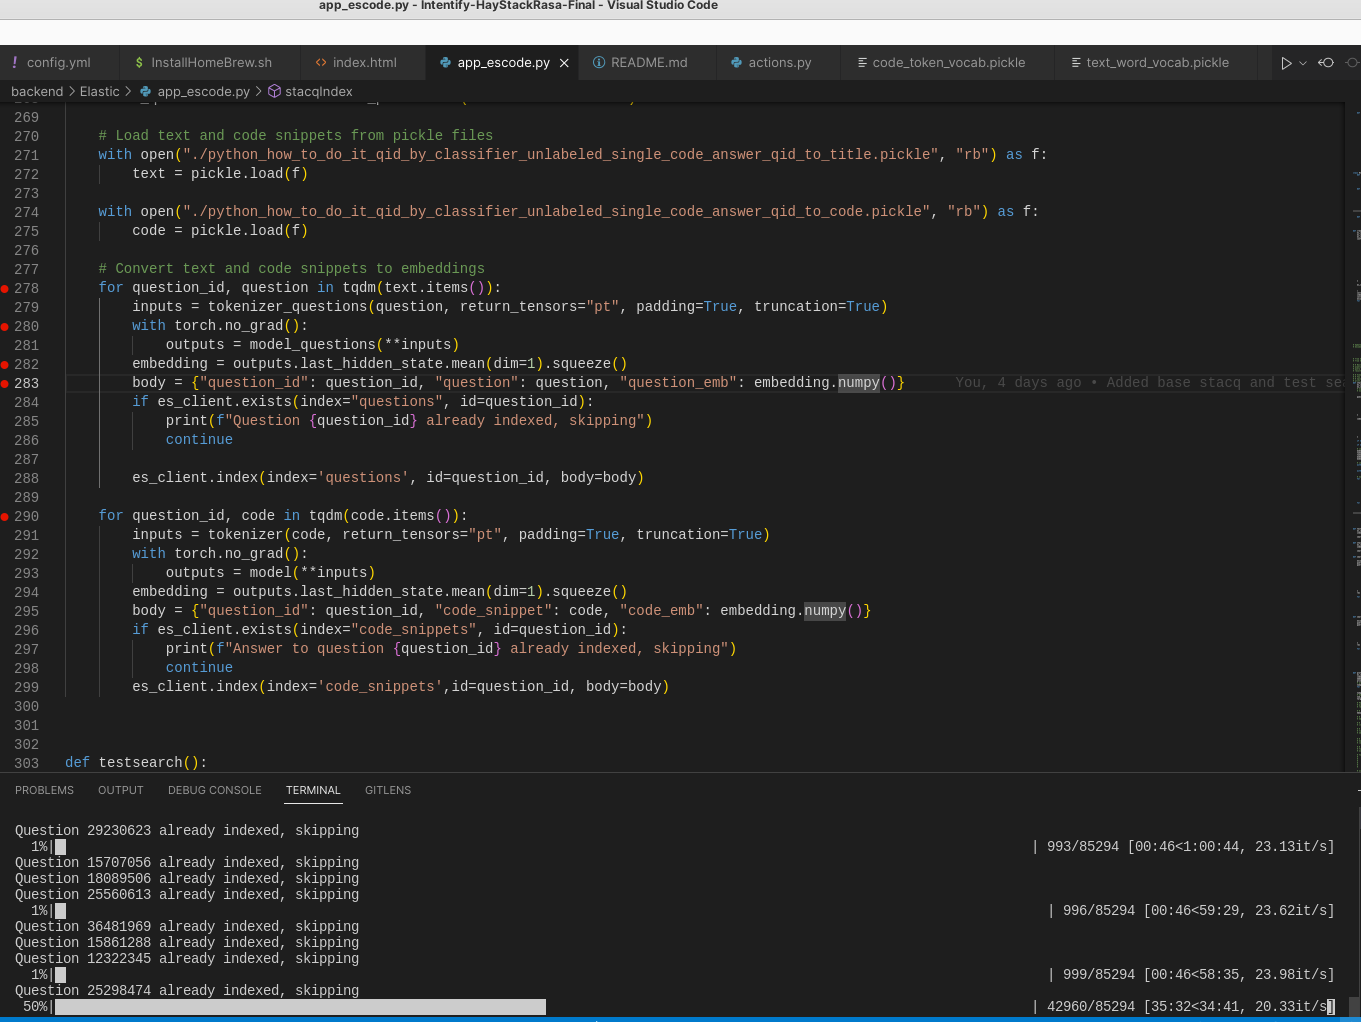 app_escode.py - Intentify-HayStackRasa-Final - Visual Studio Code
! config.yml $ InstallHomeBrew.sh <> index.html app_escode.py × README.md actions.py code_token_vocab.pickle text_word_vocab.pickle
backend > Elastic > app_escode.py > stacqIndex
269
270 # Load text and code snippets from pickle files
271 with open("./python_how_to_do_it_qid_by_classifier_unlabeled_single_code_answer_qid_to_title.pickle", "rb") as f:
272 text = pickle.load(f)
273
274 with open("./python_how_to_do_it_qid_by_classifier_unlabeled_single_code_answer_qid_to_code.pickle", "rb") as f:
275 code = pickle.load(f)
276
277 # Convert text and code snippets to embeddings
278 for question_id, question in tqdm(text.items()):
279 inputs = tokenizer_questions(question, return_tensors="pt", padding=True, truncation=True)
280 with torch.no_grad():
281 outputs = model_questions(**inputs)
282 embedding = outputs.last_hidden_state.mean(dim=1).squeeze()
283 body = {"question_id": question_id, "question": question, "question_emb": embedding.numpy()} You, 4 days ago • Added base stacq and test se
284 if es_client.exists(index="questions", id=question_id):
285 print(f"Question {question_id} already indexed, skipping")
286 continue
287
288 es_client.index(index='questions', id=question_id, body=body)
289
290 for question_id, code in tqdm(code.items()):
291 inputs = tokenizer(code, return_tensors="pt", padding=True, truncation=True)
292 with torch.no_grad():
293 outputs = model(**inputs)
294 embedding = outputs.last_hidden_state.mean(dim=1).squeeze()
295 body = {"question_id": question_id, "code_snippet": code, "code_emb": embedding.numpy()}
296 if es_client.exists(index="code_snippets", id=question_id):
297 print(f"Answer to question {question_id} already indexed, skipping")
298 continue
299 es_client.index(index='code_snippets',id=question_id, body=body)
300
301
302
303 def testsearch():
PROBLEMS OUTPUT DEBUG CONSOLE TERMINAL GITLENS
Question 29230623 already indexed, skipping
1%| | 993/85294 [00:46<1:00:44, 23.13it/s]
Question 15707056 already indexed, skipping
Question 18089506 already indexed, skipping
Question 25560613 already indexed, skipping
1%| | 996/85294 [00:46<59:29, 23.62it/s]
Question 36481969 already indexed, skipping
Question 15861288 already indexed, skipping
Question 12322345 already indexed, skipping
1%| | 999/85294 [00:46<58:35, 23.98it/s]
Question 25298474 already indexed, skipping
50%| | 42960/85294 [35:32<34:41, 20.33it/s]